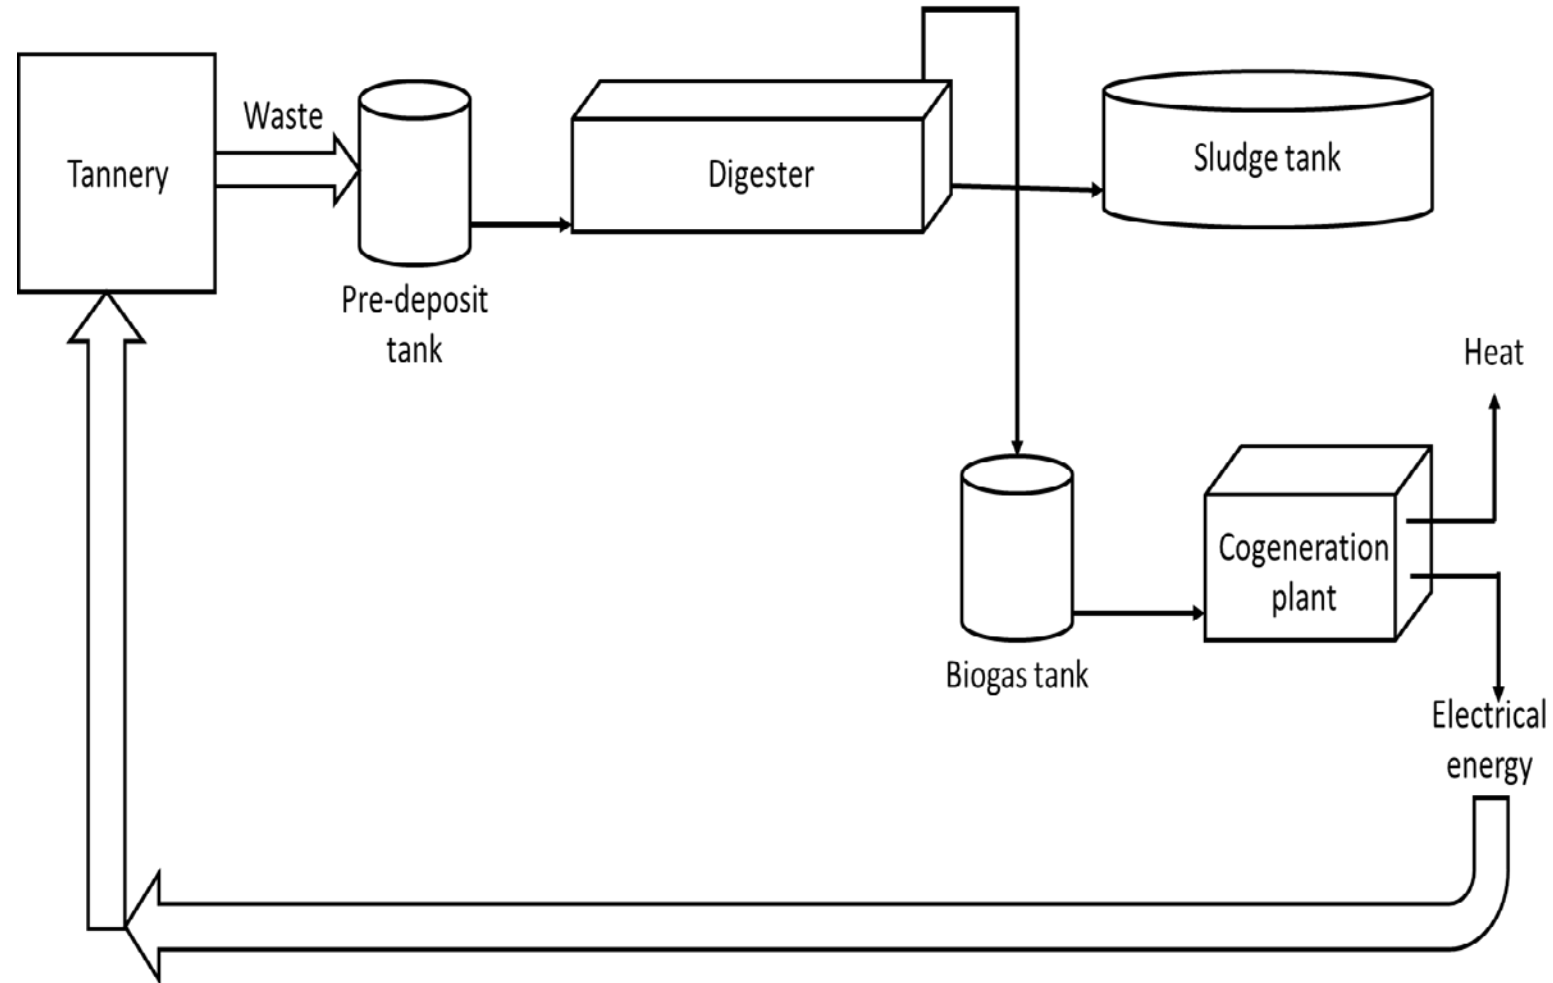 Tannery
Waste
Pre-deposit
tank
Digester
Sludge tank
Heat
Cogeneration
plant
Biogas tank
Electrical
energy